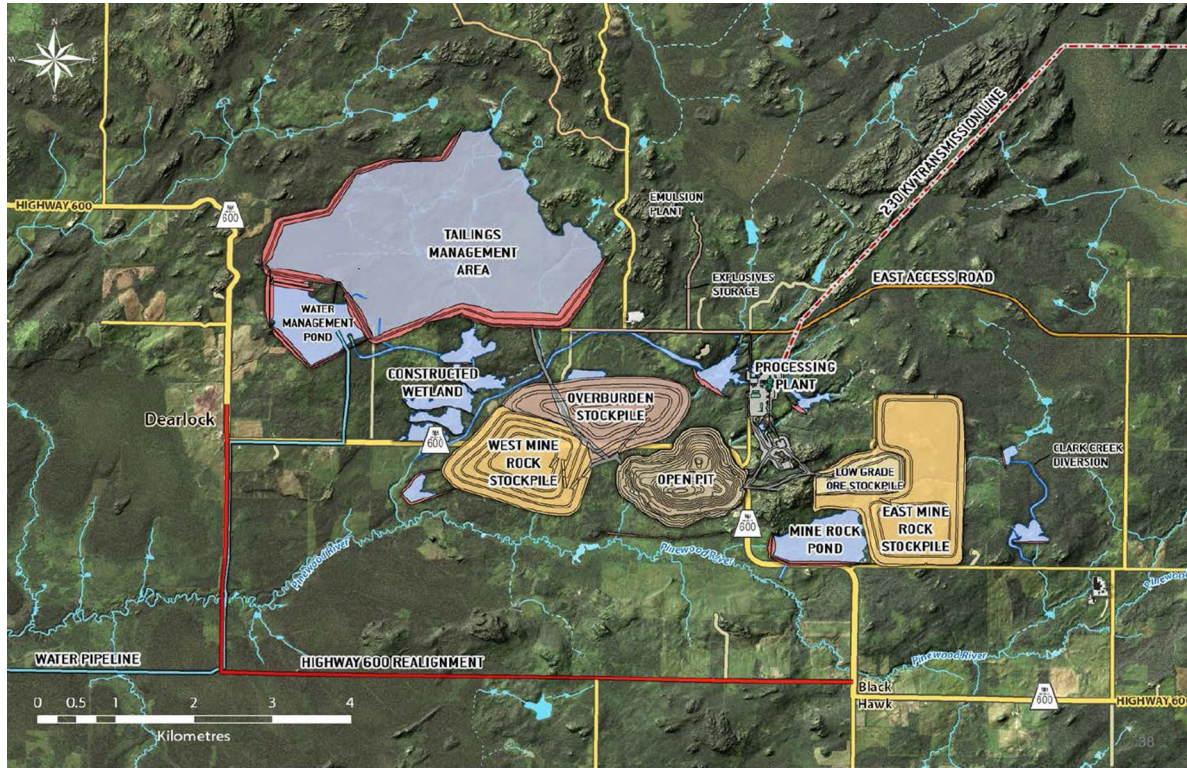 N
W E
S
230 KV TRANSMISSION LINE
HIGHWAY 600
600
EMULSION
PLANT
TAILINGS
MANAGEMENT
AREA
EXPLOSIVES
STORAGE
EAST ACCESS ROAD
WATER
MANAGEMENT
POND
CONSTRUCTED
WETLAND
PROCESSING
PLANT
OVERBURDEN
STOCKPILE
Dearlock
600
WEST MINE
ROCK
STOCKPILE
OPEN PIT
LOW GRADE
ORE STOCKPILE
CLARK CREEK
DIVERSION
EAST MINE
ROCK
STOCKPILE
600
MINE ROCK
POND
Pinewood River
Pinewood River
Pinewood
Pinewood River
WATER PIPELINE
HIGHWAY 600 REALIGNMENT
Black
Hawk
600
HIGHWAY 600
0 0.5 1 2 3 4
Kilometres